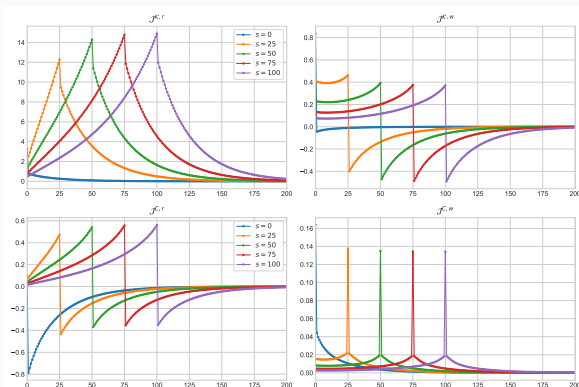 𝒥^{𝒦, r}
14
12
10
8
6
4
2
0
0 25 50 75 100 125 150 175 200
s = 0
s = 25
s = 50
s = 75
s = 100
𝒥^{𝒦, w}
0.8
0.6
0.4
0.2
0.0
−0.2
−0.4
0 25 50 75 100 125 150 175 200
𝒥^{C, r}
0.6
0.4
0.2
0.0
−0.2
−0.4
−0.6
−0.8
0 25 50 75 100 125 150 175 200
s = 0
s = 25
s = 50
s = 75
s = 100
𝒥^{C, w}
0.16
0.14
0.12
0.10
0.08
0.06
0.04
0.02
0.00
0 25 50 75 100 125 150 175 200